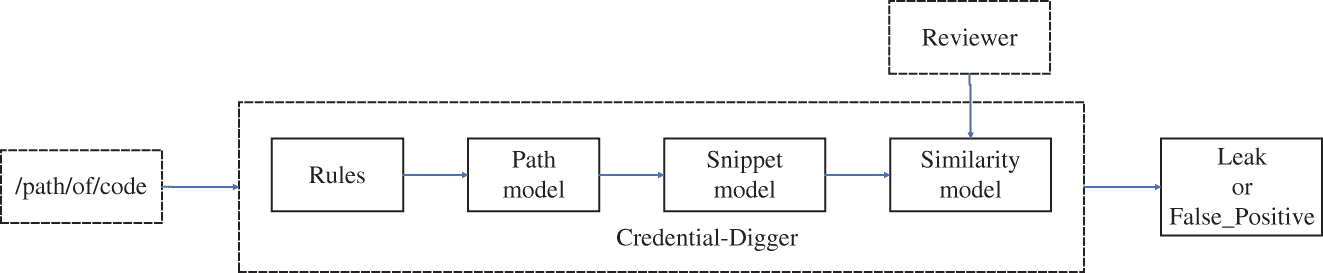 Reviewer
/path/of/code
Rules
Path
model
Snippet
model
Similarity
model
Credential-Digger
Leak
or
False_Positive